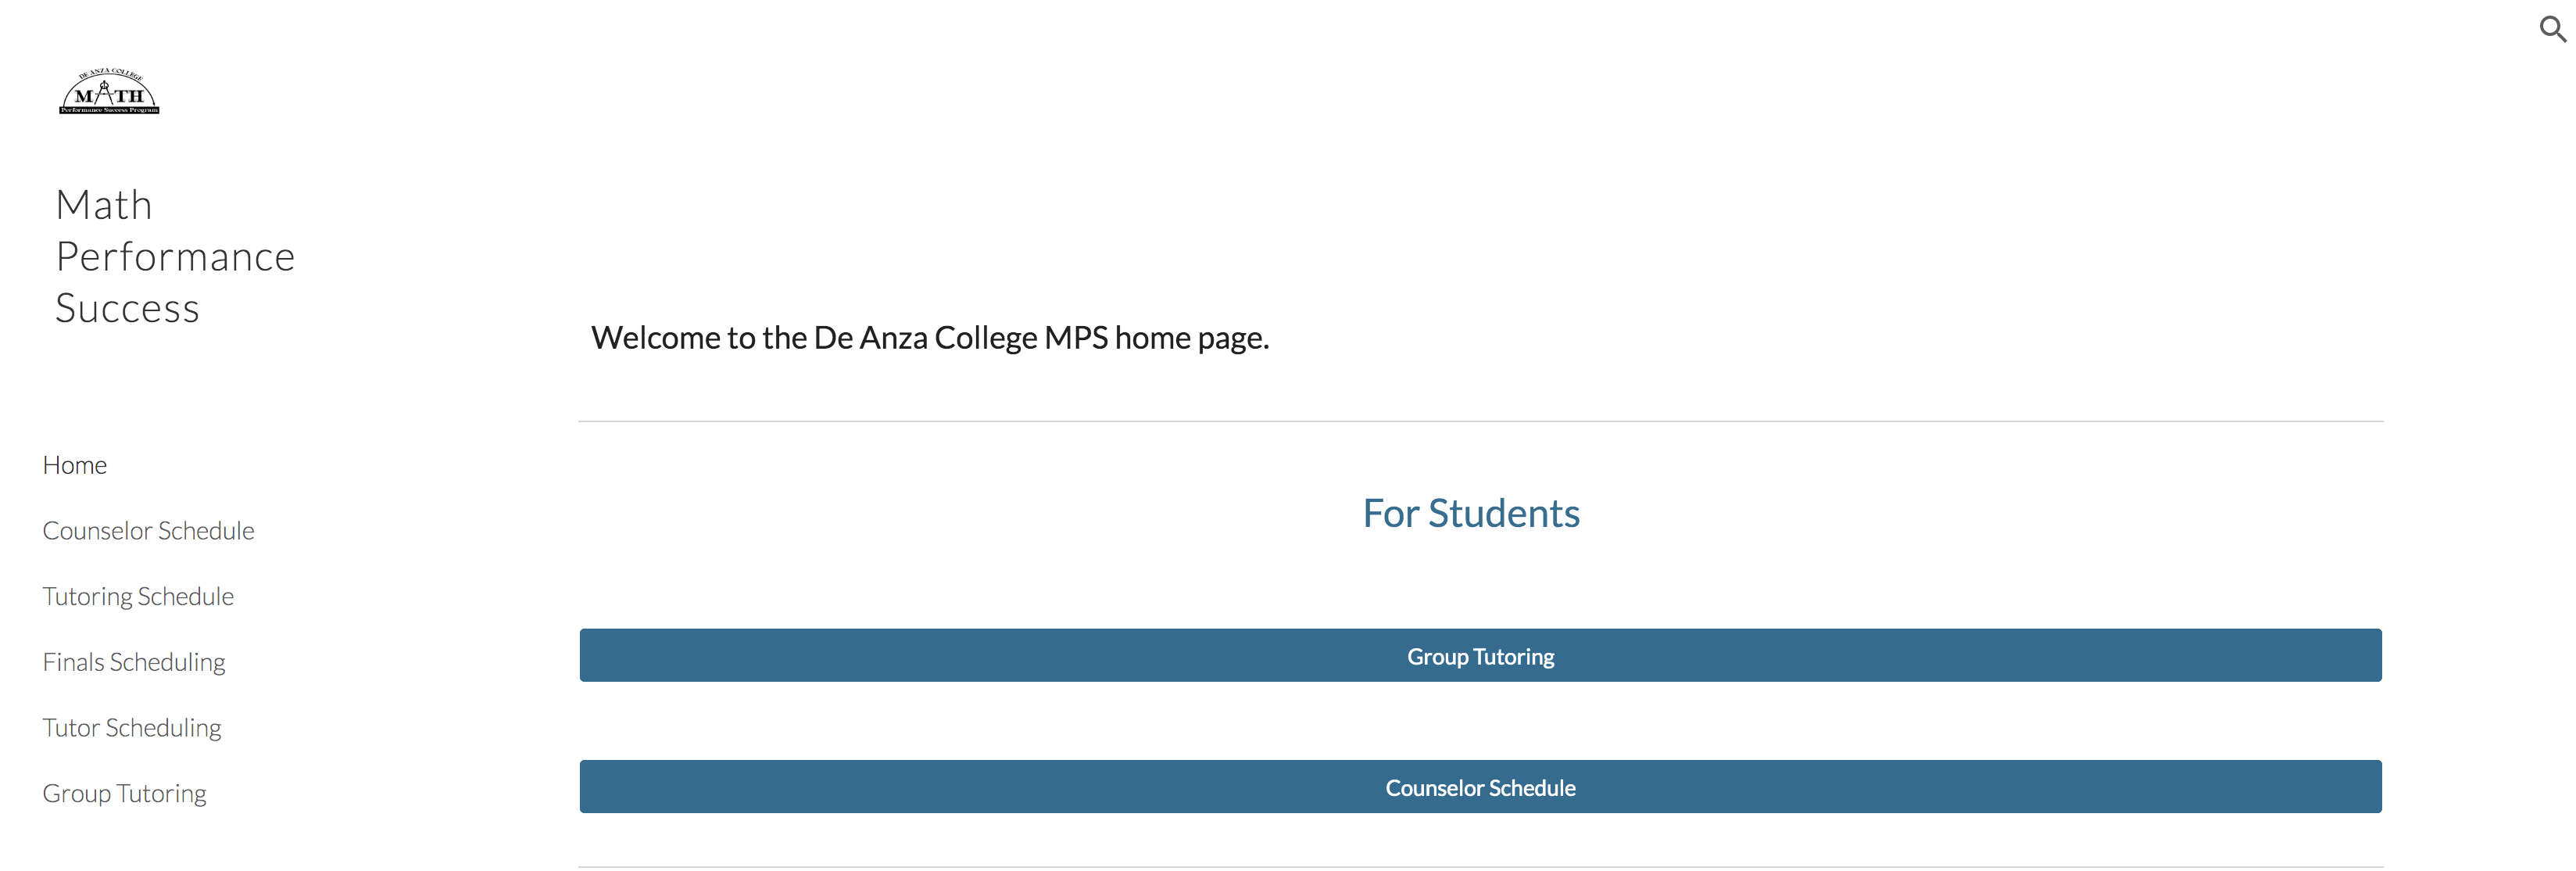 DE ANZA COLLEGE
MATH
Performance Success Program
Math
Performance
Success
Home
Counselor Schedule
Tutoring Schedule
Finals Scheduling
Tutor Scheduling
Group Tutoring
Welcome to the De Anza College MPS home page.
For Students
Group Tutoring
Counselor Schedule